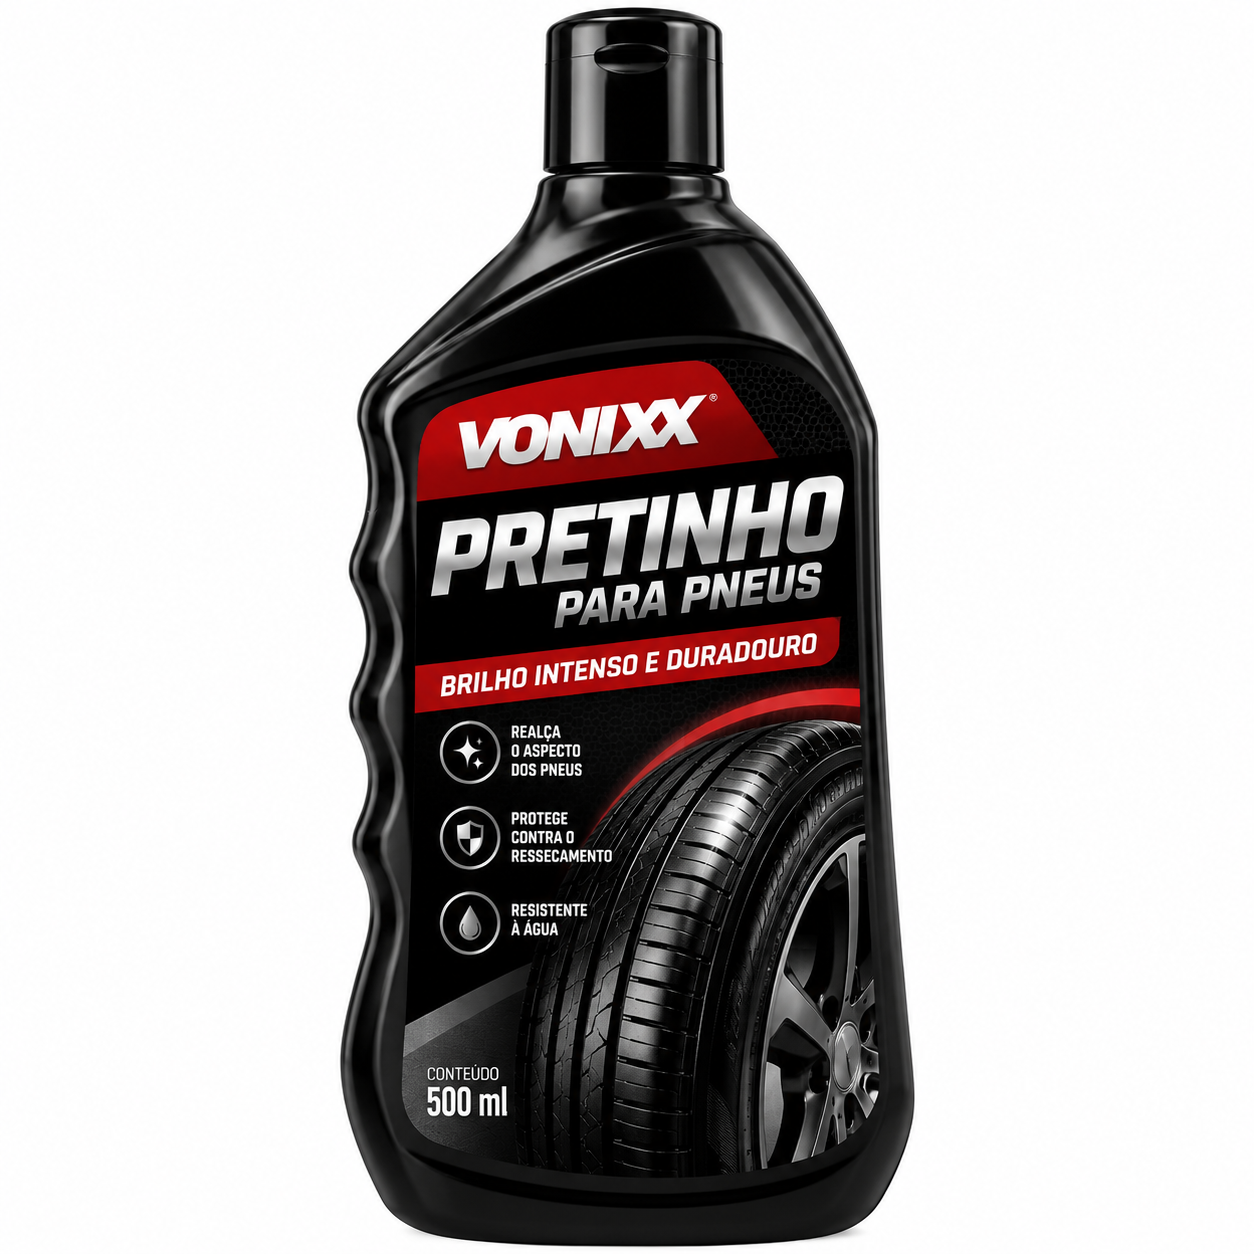 VONIXX®
PRETINHO
PARA PNEUS
BRILHO INTENSO E DURADOURO
REALÇA
O ASPECTO
DOS PNEUS
PROTEGE
CONTRA O
RESSECAMENTO
RESISTENTE
À ÁGUA
CONTEÚDO
500 ml